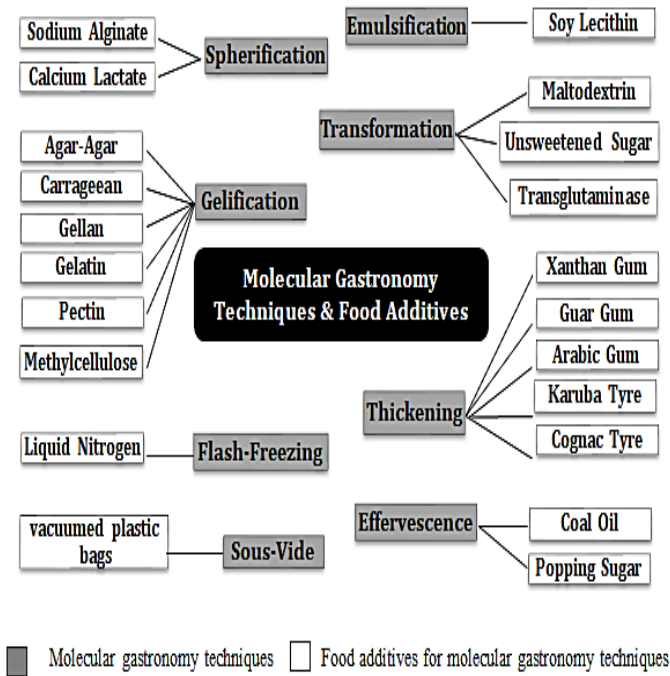 Sodium Alginate
Calcium Lactate
Spherification
Emulsification
Soy Lecithin
Transformation
Maltodextrin
Unsweetened Sugar
Transglutaminase
Agar-Agar
Carrageean
Gellan
Gelatin
Pectin
Methylcellulose
Gelification
Molecular Gastronomy
Techniques & Food Additives
Xanthan Gum
Guar Gum
Arabic Gum
Karuba Tyre
Cognac Tyre
Thickening
Liquid Nitrogen
Flash-Freezing
vacuumed plastic
bags
Sous-Vide
Effervescence
Coal Oil
Popping Sugar
Molecular gastronomy techniques
Food additives for molecular gastronomy techniques